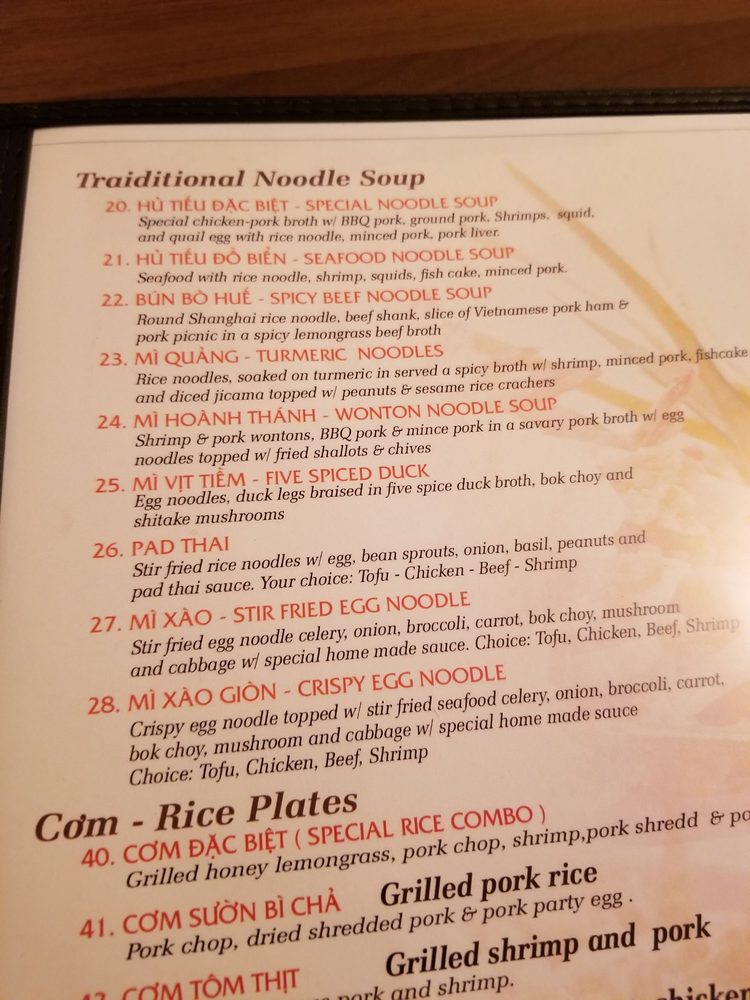 Traiditional Noodle Soup
20. HỦ TIẾU ĐẶC BIỆT - SPECIAL NOODLE SOUP
Special chicken-pork broth w/ BBQ pork, ground pork, Shrimps, squid,
and quail egg with rice noodle, minced pork, pork liver.
21. HỦ TIẾU ĐỒ BIỂN - SEAFOOD NOODLE SOUP
Seafood with rice noodle, shrimp, squids, fish cake, minced pork.
22. BÚN BÒ HUẾ - SPICY BEEF NOODLE SOUP
Round Shanghai rice noodle, beef shank, slice of Vietnamese pork ham &
pork picnic in a spicy lemongrass beef broth
23. MÌ QUẢNG - TURMERIC NOODLES
Rice noodles, soaked on turmeric in served a spicy broth w/ shrimp, minced pork, fishcake
and diced jicama topped w/ peanuts & sesame rice crachers
24. MÌ HOÀNH THÁNH - WONTON NOODLE SOUP
Shrimp & pork wontons, BBQ pork & mince pork in a savary pork broth w/ egg
noodles topped w/ fried shallots & chives
25. MÌ VỊT TIỀM - FIVE SPICED DUCK
Egg noodles, duck legs braised in five spice duck broth, bok choy and
shitake mushrooms
26. PAD THAI
Stir fried rice noodles w/ egg, bean sprouts, onion, basil, peanuts and
pad thai sauce. Your choice: Tofu - Chicken - Beef - Shrimp
27. MÌ XÀO - STIR FRIED EGG NOODLE
Stir fried egg noodle celery, onion, broccoli, carrot, bok choy, mushroom
and cabbage w/ special home made sauce. Choice: Tofu, Chicken, Beef, Shrimp
28. MÌ XÀO GIÒN - CRISPY EGG NOODLE
Crispy egg noodle topped w/ stir fried seafood celery, onion, broccoli, carrot,
bok choy, mushroom and cabbage w/ special home made sauce
Choice: Tofu, Chicken, Beef, Shrimp
Cơm - Rice Plates
40. CƠM ĐẶC BIỆT ( SPECIAL RICE COMBO )
Grilled honey lemongrass, pork chop, shrimp,pork shredd & po
41. CƠM SƯỜN BÌ CHẢ Grilled pork rice
Pork chop, dried shredded pork & pork party egg .
CƠM TÔM THỊT Grilled shrimp and pork
pork and shrimp.
chicken